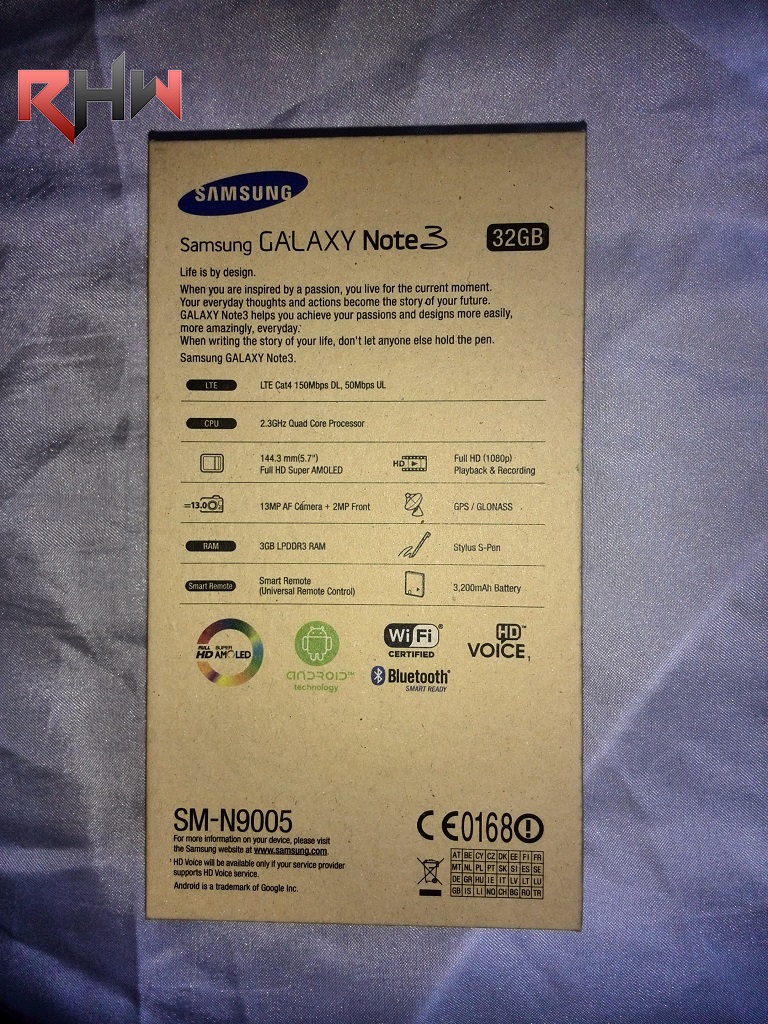 RHW
SAMSUNG
Samsung GALAXY Note3 32GB
Life is by design.
When you are inspired by a passion, you live for the current moment.
Your everyday thoughts and actions become the story of your future.
GALAXY Note3 helps you achieve your passions and designs more easily,
more amazingly, everyday.
When writing the story of your life, don't let anyone else hold the pen.
Samsung GALAXY Note3.
LTE LTE Cat4 150Mbps DL, 50Mbps UL
CPU 2.3GHz Quad Core Processor
144.3 mm(5.7")
Full HD Super AMOLED
HD Full HD (1080p)
Playback & Recording
=13.0 13MP AF Camera + 2MP Front
GPS / GLONASS
RAM 3GB LPDDR3 RAM
Stylus S-Pen
Smart Remote Smart Remote
(Universal Remote Control)
3,200mAh Battery
FULL HD SUPER AMOLED
ANDROID™
technology
Wi Fi®
CERTIFIED
Bluetooth®
SMART READY
HD
VOICE1
SM-N9005
For more information on your device, please visit
the Samsung website at www.samsung.com.
¹ HD Voice will be available only if your service provider
supports HD Voice service.
Android is a trademark of Google Inc.
CE0168
AT BE CY CZ DK EE FI FR
MT NL PL PT SK SI ES SE
DE GR HU IE IT LV LT LU
GB IS LI NO CH BG RO TR